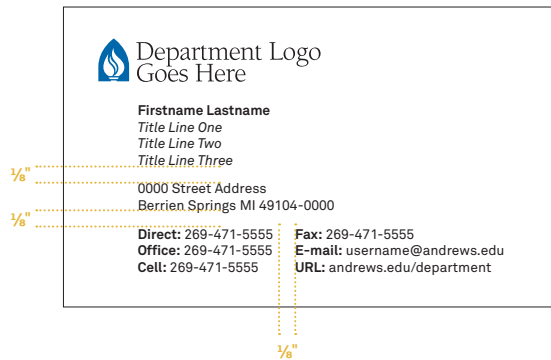 Department Logo
Goes Here
Firstname Lastname
Title Line One
Title Line Two
Title Line Three
⅛"
0000 Street Address
Berrien Springs MI 49104-0000
⅛"
Direct: 269-471-5555 Fax: 269-471-5555
Office: 269-471-5555 E-mail: username@andrews.edu
Cell: 269-471-5555 URL: andrews.edu/department
⅛"